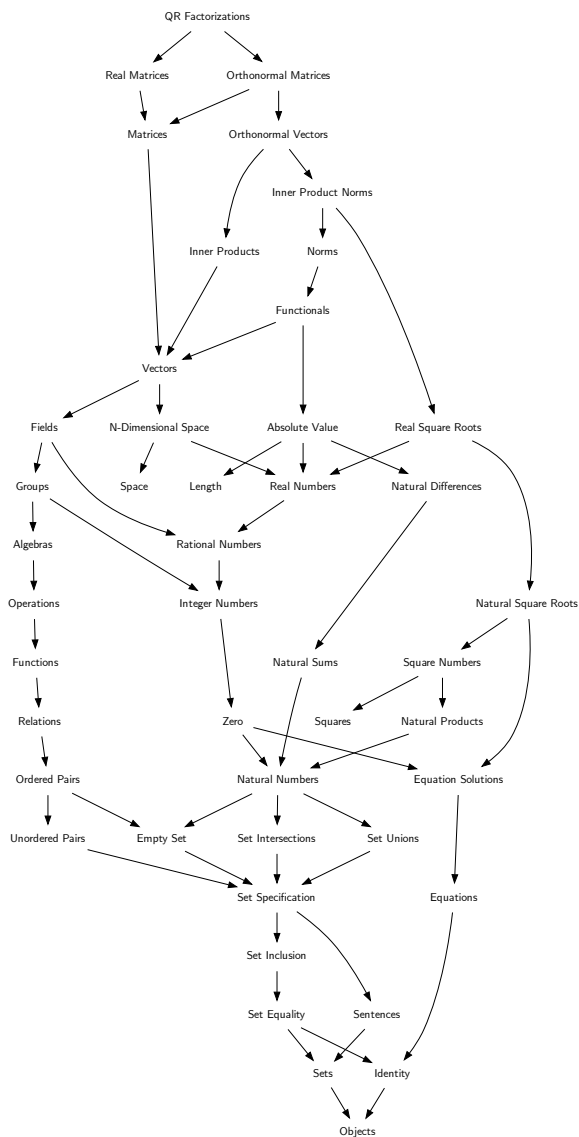 QR Factorizations
Real Matrices
Orthonormal Matrices
Matrices
Orthonormal Vectors
Inner Product Norms
Inner Products
Norms
Functionals
Vectors
Fields
N-Dimensional Space
Absolute Value
Real Square Roots
Groups
Space
Length
Real Numbers
Natural Differences
Algebras
Rational Numbers
Operations
Integer Numbers
Natural Square Roots
Functions
Natural Sums
Square Numbers
Relations
Zero
Squares
Natural Products
Ordered Pairs
Natural Numbers
Equation Solutions
Unordered Pairs
Empty Set
Set Intersections
Set Unions
Set Specification
Equations
Set Inclusion
Set Equality
Sentences
Sets
Identity
Objects